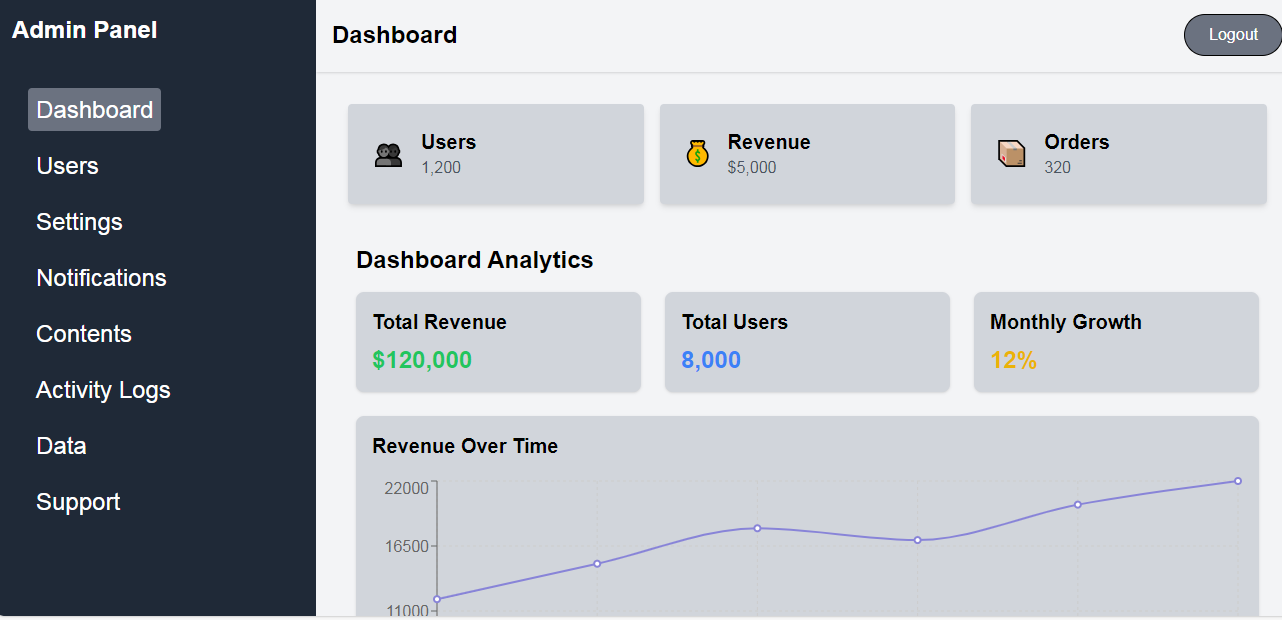 Admin Panel
Dashboard
Users
Settings
Notifications
Contents
Activity Logs
Data
Support
Dashboard
Logout
Users
1,200
Revenue
$5,000
Orders
320
Dashboard Analytics
Total Revenue
$120,000
Total Users
8,000
Monthly Growth
12%
Revenue Over Time
22000
16500
11000